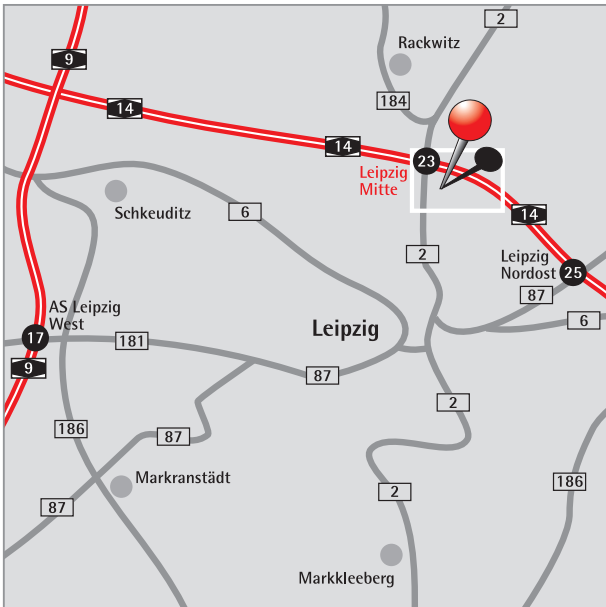 2
Rackwitz
9
184
14
14
23
Leipzig
Mitte
Schkeuditz
6
14
2
Leipzig
Nordost
25
87
AS Leipzig
West
17
181
Leipzig
6
9
87
2
186
87
Markranstädt
87
2
186
Markkleeberg